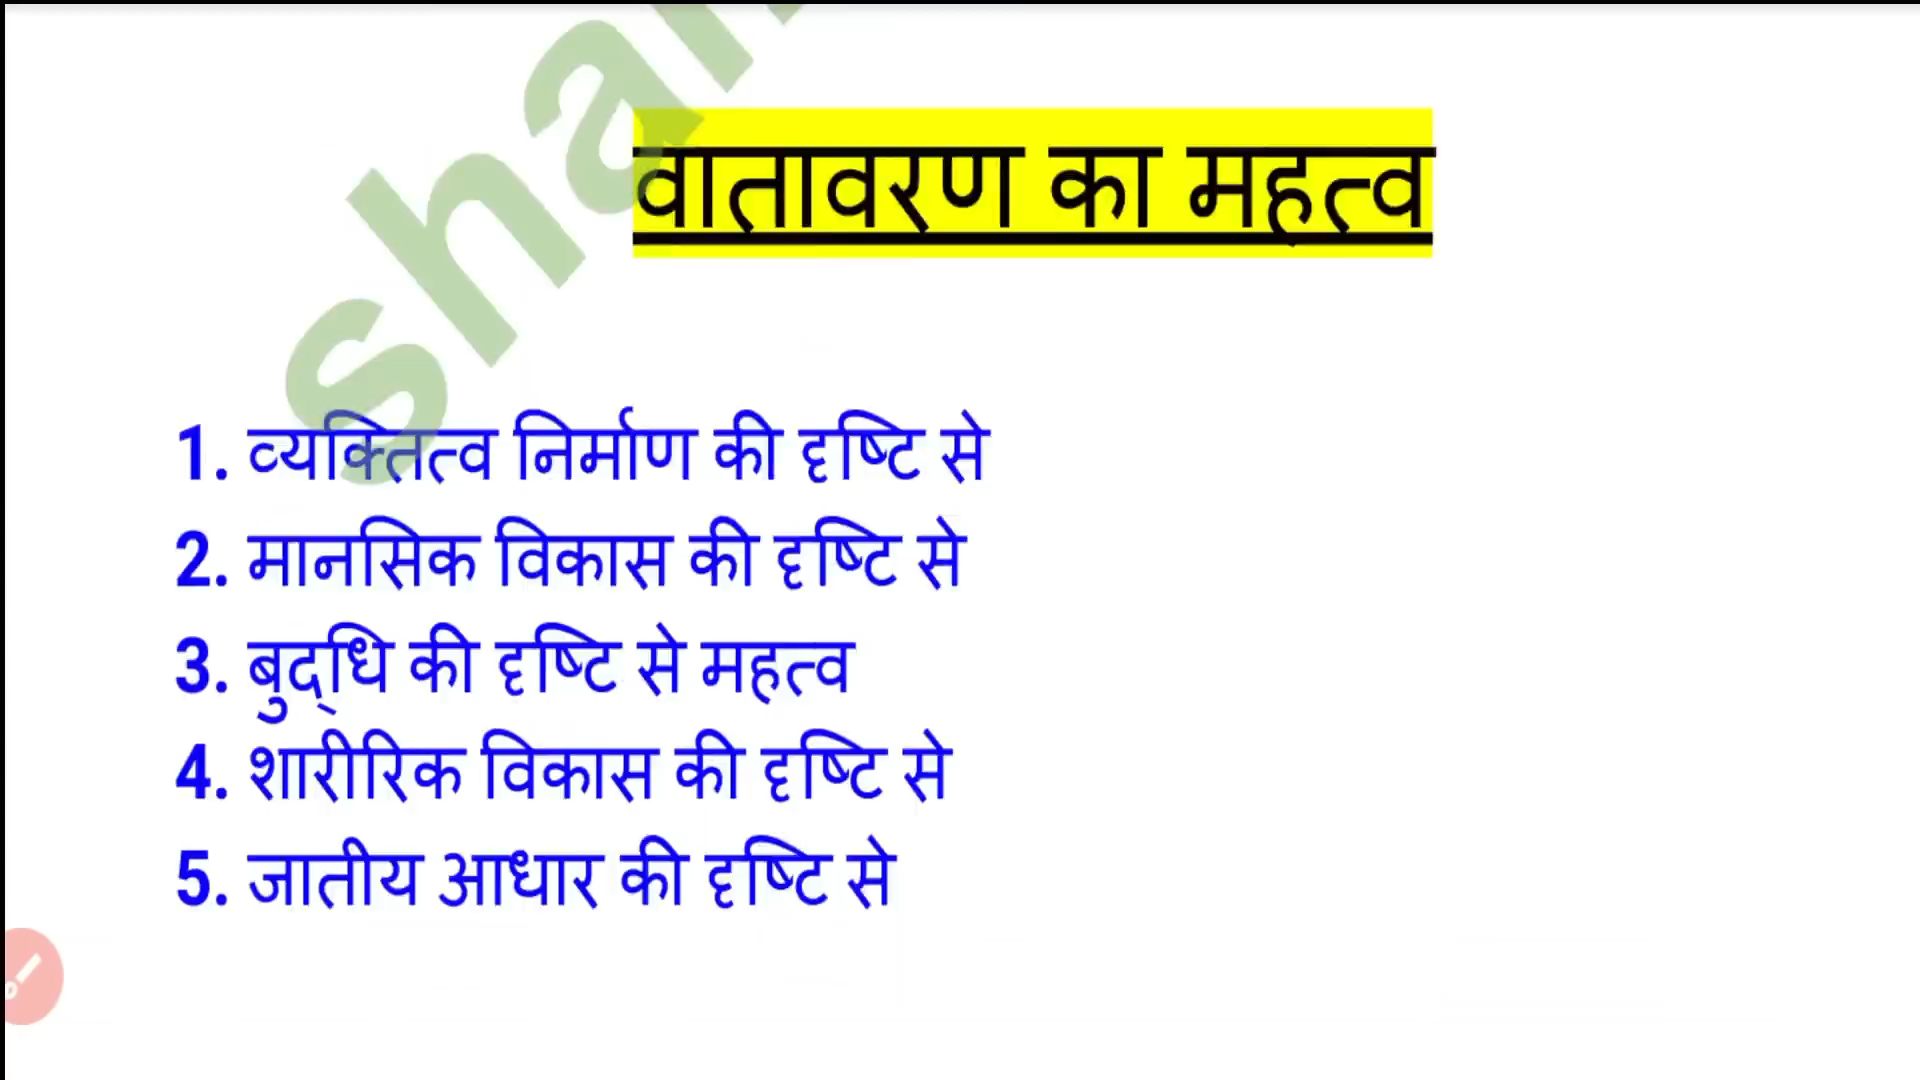 वातावरण का महत्व
1. व्यक्तित्व निर्माण की दृष्टि से
2. मानसिक विकास की दृष्टि से
3. बुद्धि की दृष्टि से महत्व
4. शारीरिक विकास की दृष्टि से
5. जातीय आधार की दृष्टि से